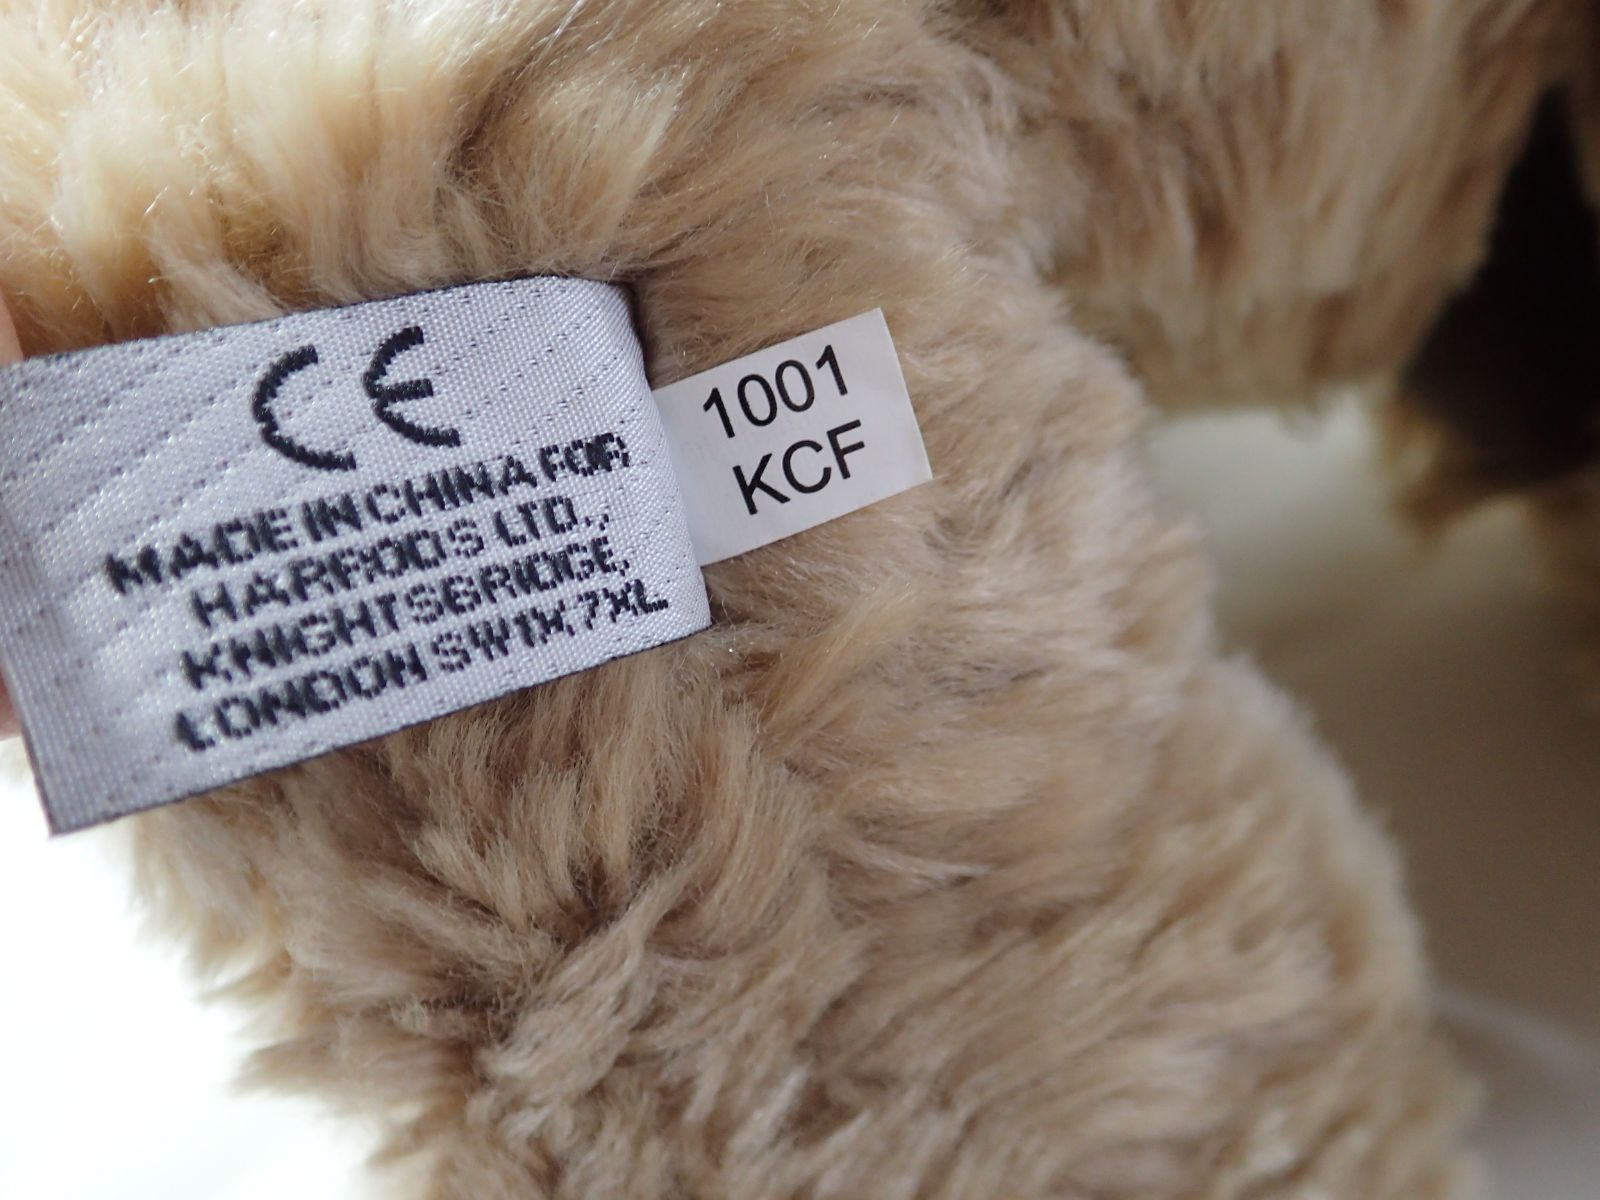 CE
MADE IN CHINA FOR
HARRODS LTD.,
KNIGHTSBRIDGE,
LONDON SW1X 7XL
1001
KCF